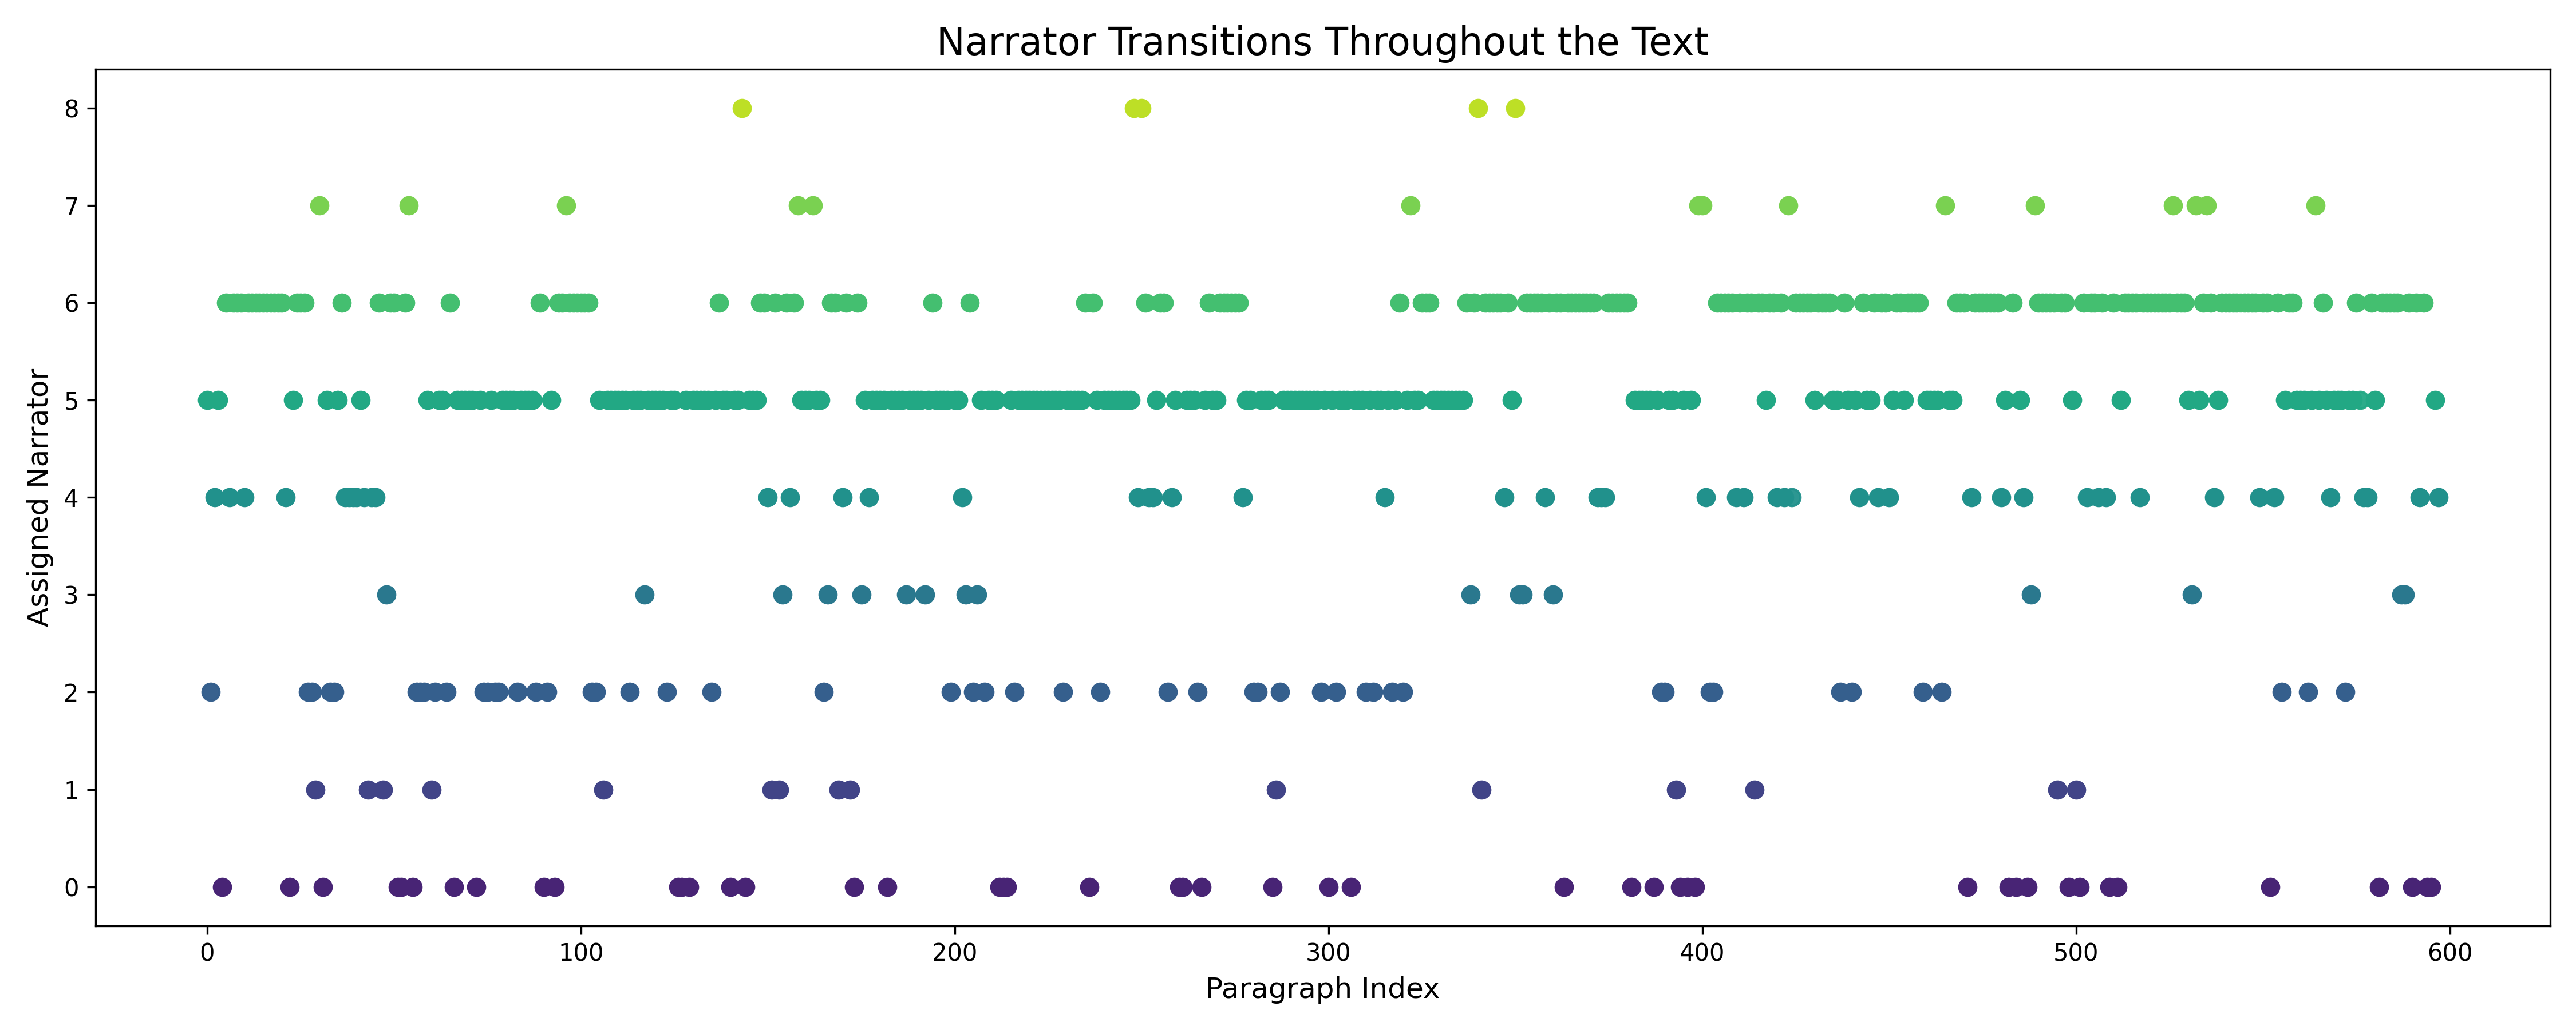 Narrator Transitions Throughout the Text
Assigned Narrator
8
7
6
5
4
3
2
1
0
0 100 200 300 400 500 600
Paragraph Index